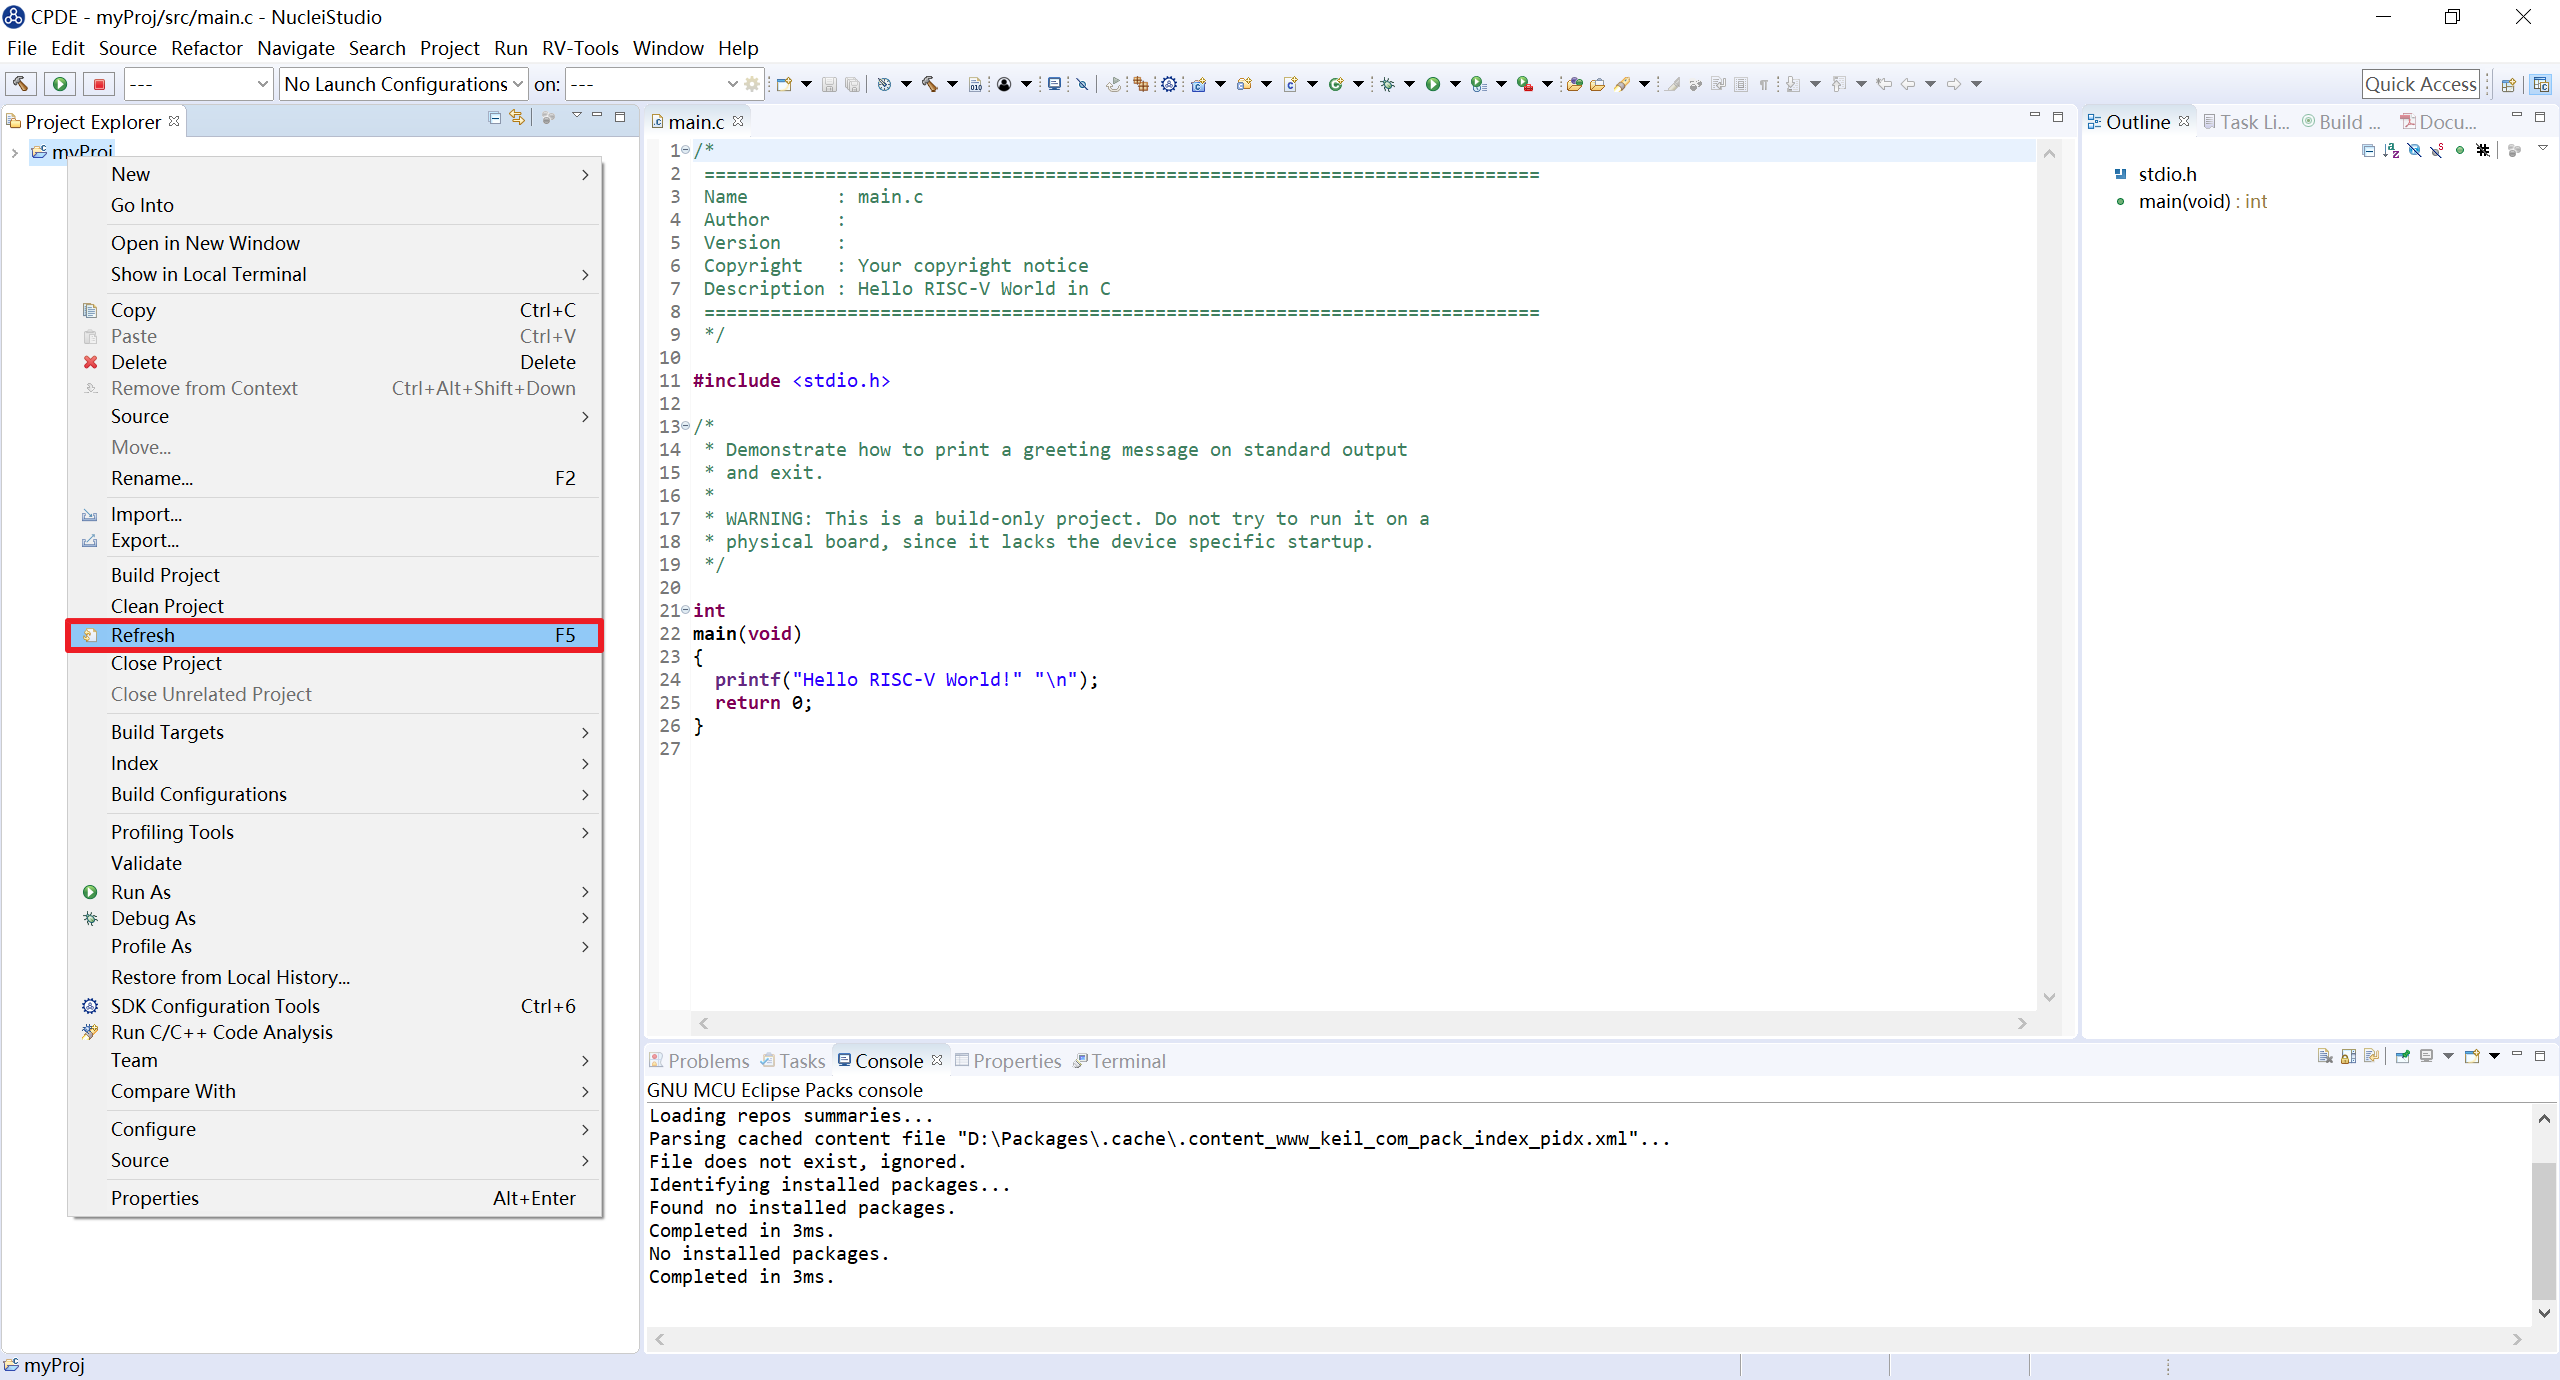 CPDE - myProj/src/main.c - NucleiStudio
File Edit Source Refactor Navigate Search Project Run RV-Tools Window Help
--- No Launch Configurations on: --- Quick Access
Project Explorer
myProj
New
Go Into
Open in New Window
Show in Local Terminal
Copy Ctrl+C
Paste Ctrl+V
Delete Delete
Remove from Context Ctrl+Alt+Shift+Down
Source
Move...
Rename... F2
Import...
Export...
Build Project
Clean Project
Refresh F5
Close Project
Close Unrelated Project
Build Targets
Index
Build Configurations
Profiling Tools
Validate
Run As
Debug As
Profile As
Restore from Local History...
SDK Configuration Tools Ctrl+6
Run C/C++ Code Analysis
Team
Compare With
Configure
Source
Properties Alt+Enter
main.c
1 /*
2 ============================================================================
3 Name : main.c
4 Author :
5 Version :
6 Copyright : Your copyright notice
7 Description : Hello RISC-V World in C
8 ============================================================================
9 */
10
11 #include <stdio.h>
12
13 /*
14 * Demonstrate how to print a greeting message on standard output
15 * and exit.
16 *
17 * WARNING: This is a build-only project. Do not try to run it on a
18 * physical board, since it lacks the device specific startup.
19 */
20
21 int
22 main(void)
23 {
24 printf("Hello RISC-V World!" "\n");
25 return 0;
26 }
27
Outline Task Li... Build ... Docu...
stdio.h
main(void) : int
Problems Tasks Console Properties Terminal
GNU MCU Eclipse Packs console
Loading repos summaries...
Parsing cached content file "D:\Packages\.cache\.content_www_keil_com_pack_index_pidx.xml"...
File does not exist, ignored.
Identifying installed packages...
Found no installed packages.
Completed in 3ms.
No installed packages.
Completed in 3ms.
myProj